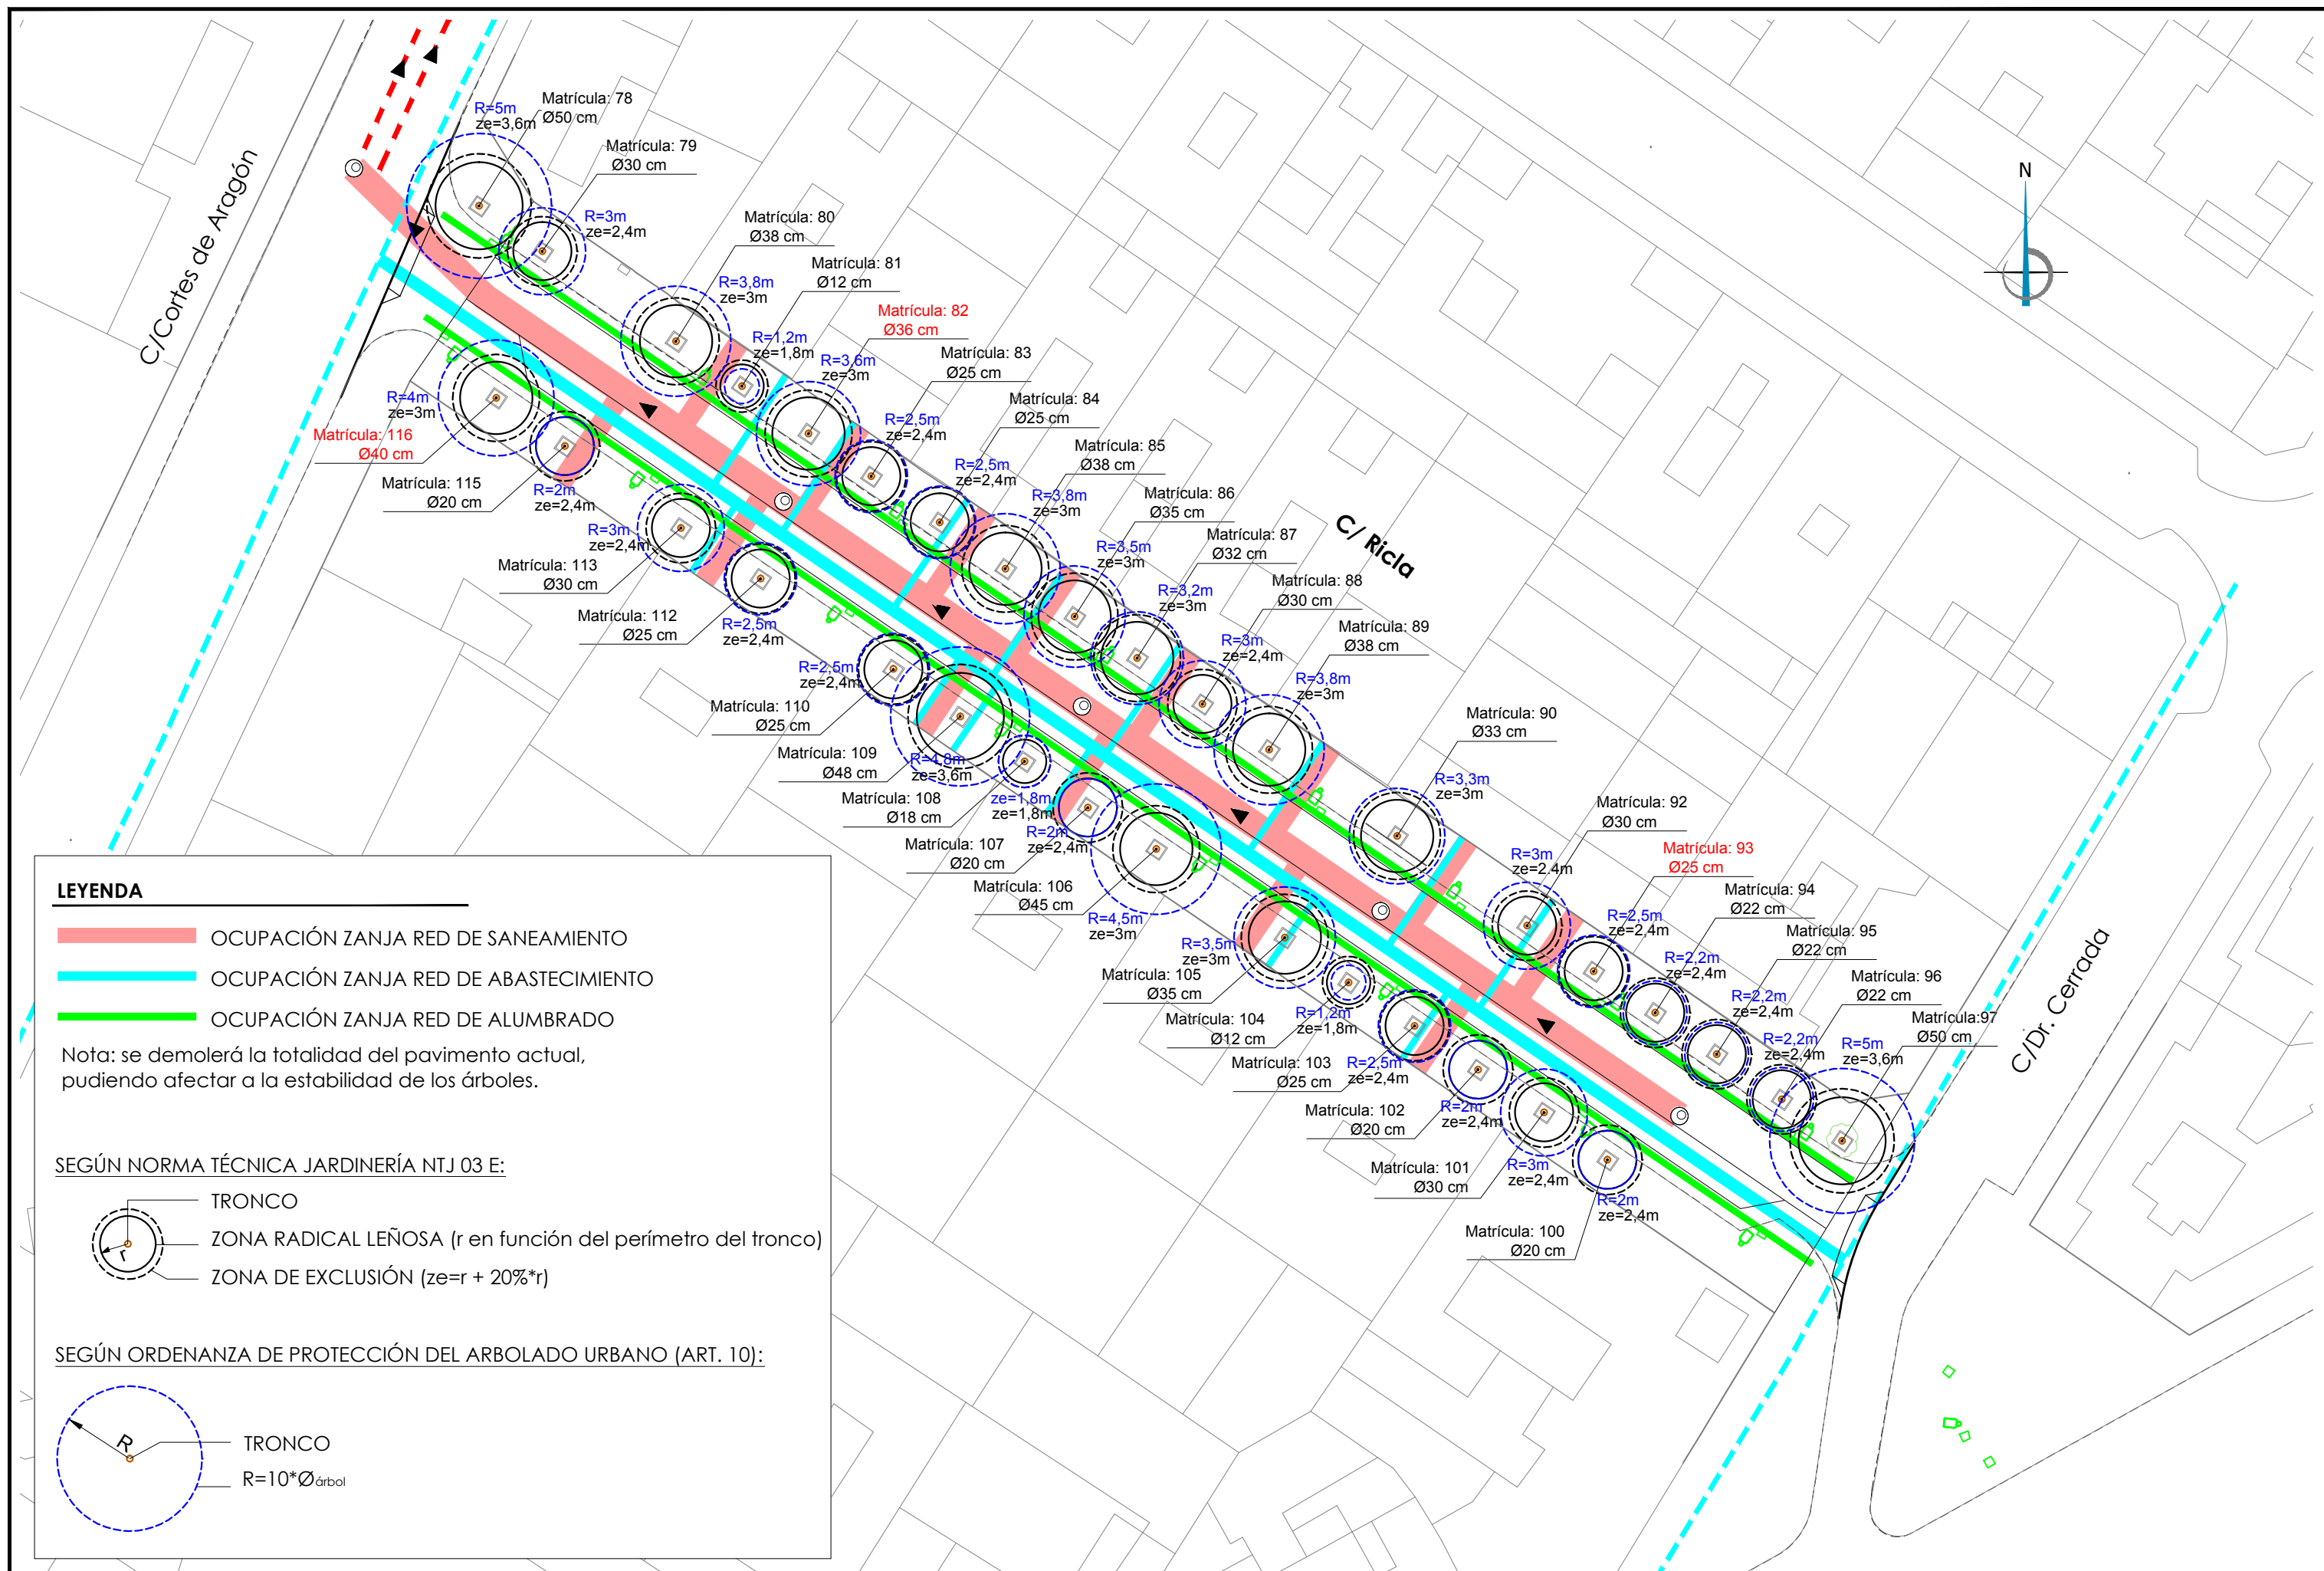 Matrícula: 78
Ø50 cm
R=5m
ze=3,6m
Matrícula: 79
Ø30 cm
R=3m
ze=2,4m
Matrícula: 80
Ø38 cm
R=3,8m
ze=3m
Matrícula: 81
Ø12 cm
R=1,2m
ze=1,8m
Matrícula: 82
Ø36 cm
R=3,6m
ze=3m
Matrícula: 83
Ø25 cm
R=2,5m
ze=2,4m
Matrícula: 84
Ø25 cm
R=2,5m
ze=2,4m
Matrícula: 85
Ø38 cm
R=3,8m
ze=3m
Matrícula: 86
Ø35 cm
R=3,5m
ze=3m
Matrícula: 87
Ø32 cm
R=3,2m
ze=3m
Matrícula: 88
Ø30 cm
R=3m
ze=2,4m
Matrícula: 89
Ø38 cm
R=3,8m
ze=3m
Matrícula: 90
Ø33 cm
R=3,3m
ze=3m
Matrícula: 92
Ø30 cm
R=3m
ze=2.4m
Matrícula: 93
Ø25 cm
R=2,5m
ze=2,4m
Matrícula: 94
Ø22 cm
R=2,2m
ze=2,4m
Matrícula: 95
Ø22 cm
R=2,2m
ze=2,4m
Matrícula: 96
Ø22 cm
R=2,2m
ze=2,4m
Matrícula:97
Ø50 cm
R=5m
ze=3,6m
R=4m
ze=3m
Matrícula: 116
Ø40 cm
Matrícula: 115
Ø20 cm
R=2m
ze=2,4m
R=3m
ze=2,4m
Matrícula: 113
Ø30 cm
Matrícula: 112
Ø25 cm
R=2,5m
ze=2,4m
R=2,5m
ze=2,4m
Matrícula: 110
Ø25 cm
Matrícula: 109
Ø48 cm
R=4,8m
ze=3,6m
Matrícula: 108
Ø18 cm
ze=1,8m
ze=1,8m
Matrícula: 107
Ø20 cm
R=2m
ze=2,4m
Matrícula: 106
Ø45 cm
R=4,5m
ze=3m
R=3,5m
ze=3m
Matrícula: 105
Ø35 cm
Matrícula: 104
Ø12 cm
R=1,2m
ze=1,8m
Matrícula: 103
Ø25 cm
R=2,5m
ze=2,4m
Matrícula: 102
Ø20 cm
R=2m
ze=2,4m
Matrícula: 101
Ø30 cm
R=3m
ze=2,4m
Matrícula: 100
Ø20 cm
R=2m
ze=2,4m
C/Cortes de Aragón
C/ Ricla
C/Dr. Cerrada
N
LEYENDA
OCUPACIÓN ZANJA RED DE SANEAMIENTO
OCUPACIÓN ZANJA RED DE ABASTECIMIENTO
OCUPACIÓN ZANJA RED DE ALUMBRADO
Nota: se demolerá la totalidad del pavimento actual,
pudiendo afectar a la estabilidad de los árboles.
SEGÚN NORMA TÉCNICA JARDINERÍA NTJ 03 E:
TRONCO
ZONA RADICAL LEÑOSA (r en función del perímetro del tronco)
r
ZONA DE EXCLUSIÓN (ze=r + 20%*r)
SEGÚN ORDENANZA DE PROTECCIÓN DEL ARBOLADO URBANO (ART. 10):
R
TRONCO
R=10*Øárbol